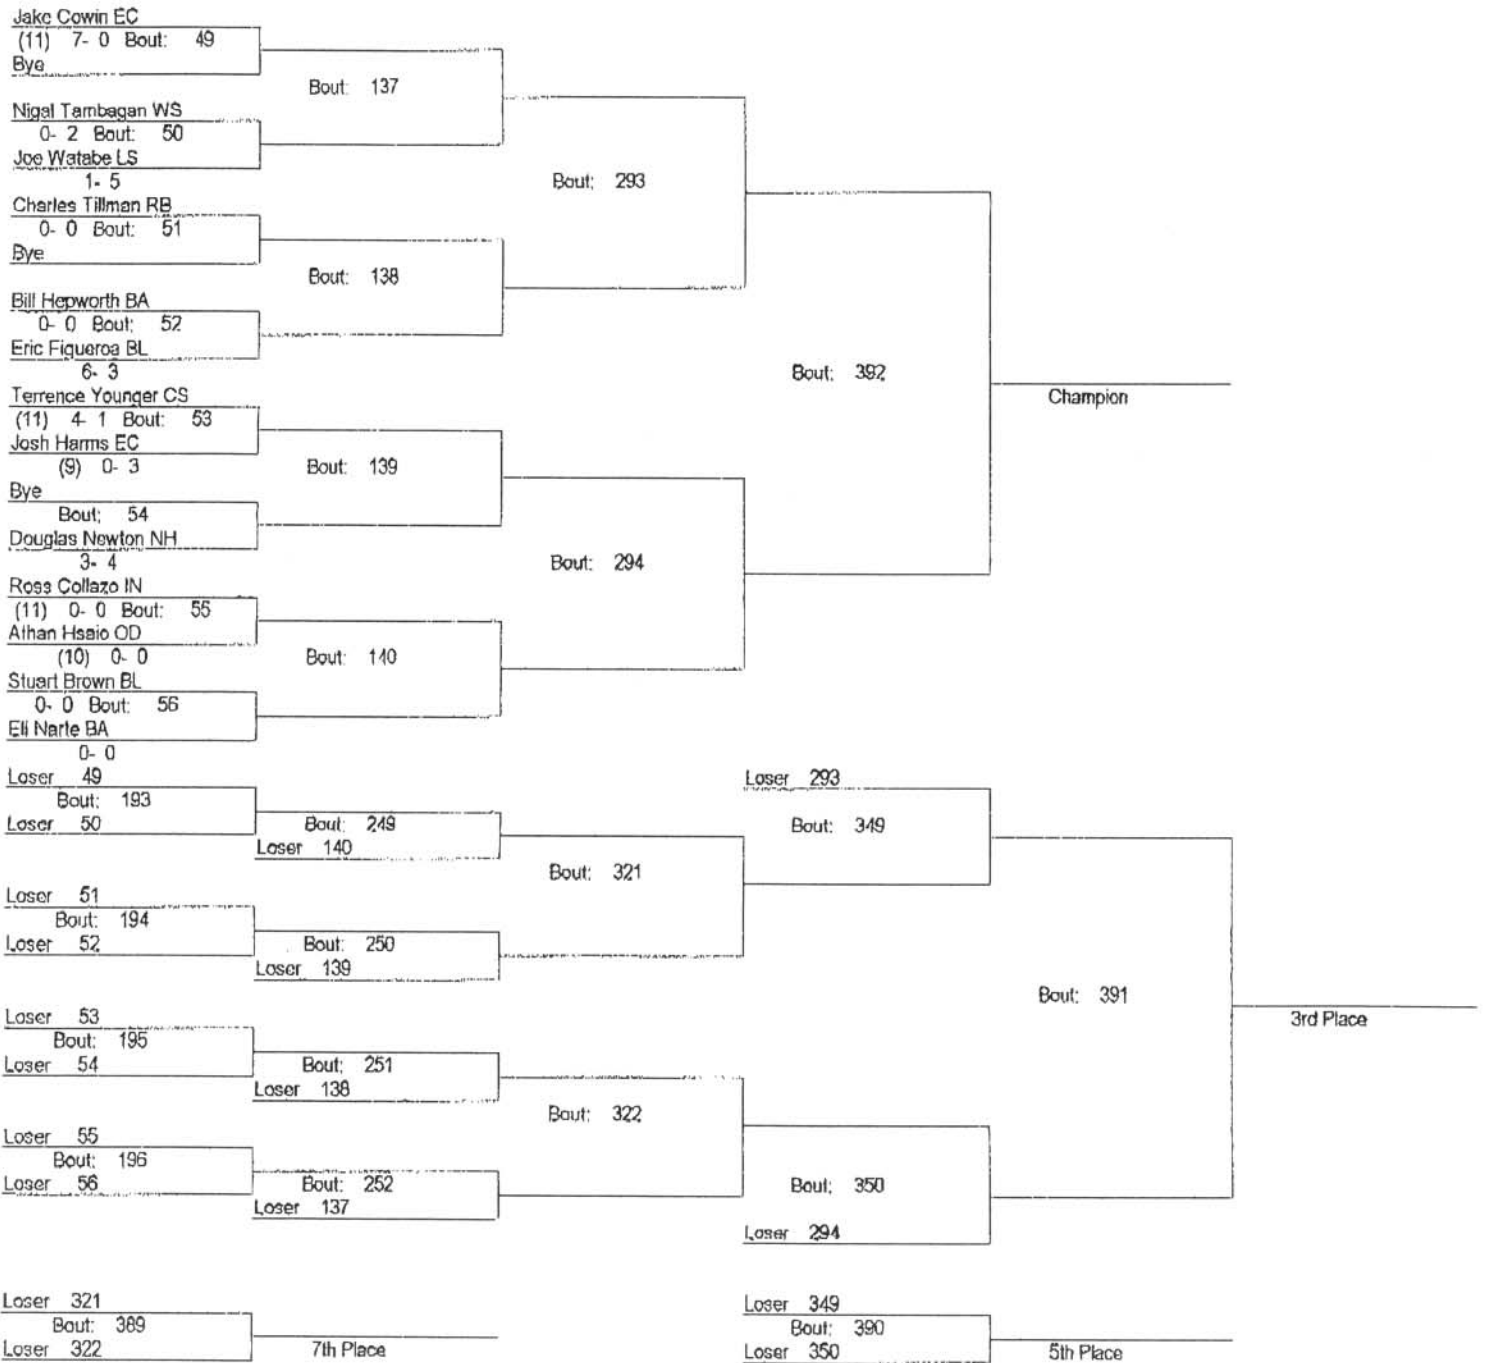 Jake Cowin EC
(11) 7- 0 Bout: 49
Bye
Bout: 137
Nigal Tambagan WS
0- 2 Bout: 50
Joe Watabe LS
1- 5
Bout: 293
Charles Tillman RB
0- 0 Bout: 51
Bye
Bout: 138
Bill Hepworth BA
0- 0 Bout: 52
Eric Figueroa BL
6- 3
Bout: 392
Champion
Terrence Younger CS
(11) 4- 1 Bout: 53
Josh Harms EC
(9) 0- 3
Bout: 139
Bye
Bout: 54
Douglas Newton NH
3- 4
Bout: 294
Ross Collazo IN
(11) 0- 0 Bout: 55
Athan Hsaio OD
(10) 0- 0
Bout: 140
Stuart Brown BL
0- 0 Bout: 56
Eli Narte BA
0- 0
Loser 49
Bout: 193
Loser 50
Bout: 249
Loser 140
Loser 293
Bout: 349
Bout: 321
Loser 51
Bout: 194
Loser 52
Bout: 250
Loser 139
Bout: 391
3rd Place
Loser 53
Bout: 195
Loser 54
Bout: 251
Loser 138
Bout: 322
Loser 55
Bout: 196
Loser 56
Bout: 252
Loser 137
Bout: 350
Loser 294
Loser 321
Bout: 389
Loser 322
7th Place
Loser 349
Bout: 390
Loser 350
5th Place